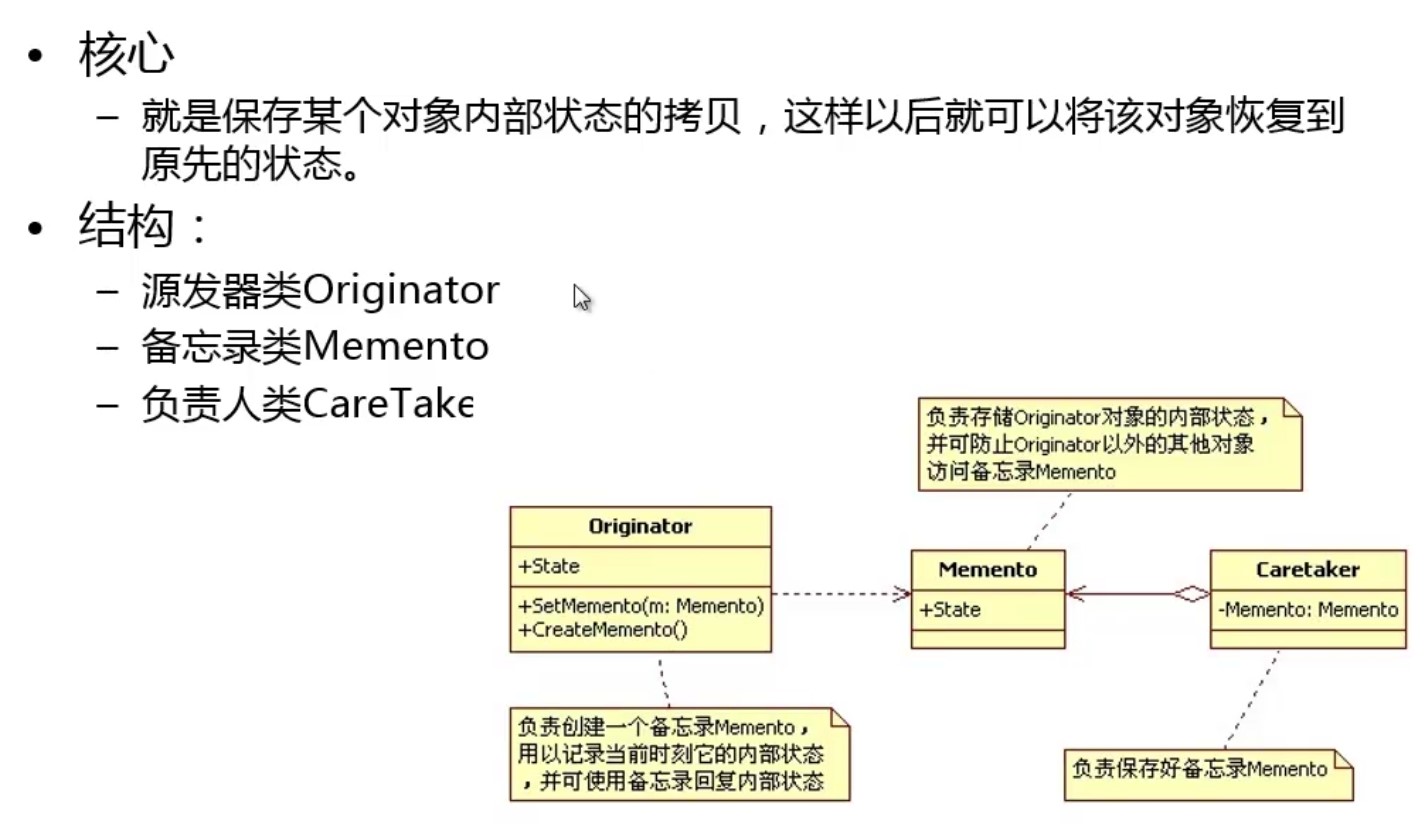 • 核心
– 就是保存某个对象内部状态的拷贝，这样以后就可以将该对象恢复到
原先的状态。
• 结构：
– 源发器类Originator
– 备忘录类Memento
– 负责人类CareTake
负责存储Originator对象的内部状态，
并可防止Originator以外的其他对象
访问备忘录Memento
Originator
+State
+SetMemento(m: Memento)
+CreateMemento()
Memento
+State
Caretaker
-Memento: Memento
负责创建一个备忘录Memento，
用以记录当前时刻它的内部状态
，并可使用备忘录回复内部状态
负责保存好备忘录Memento